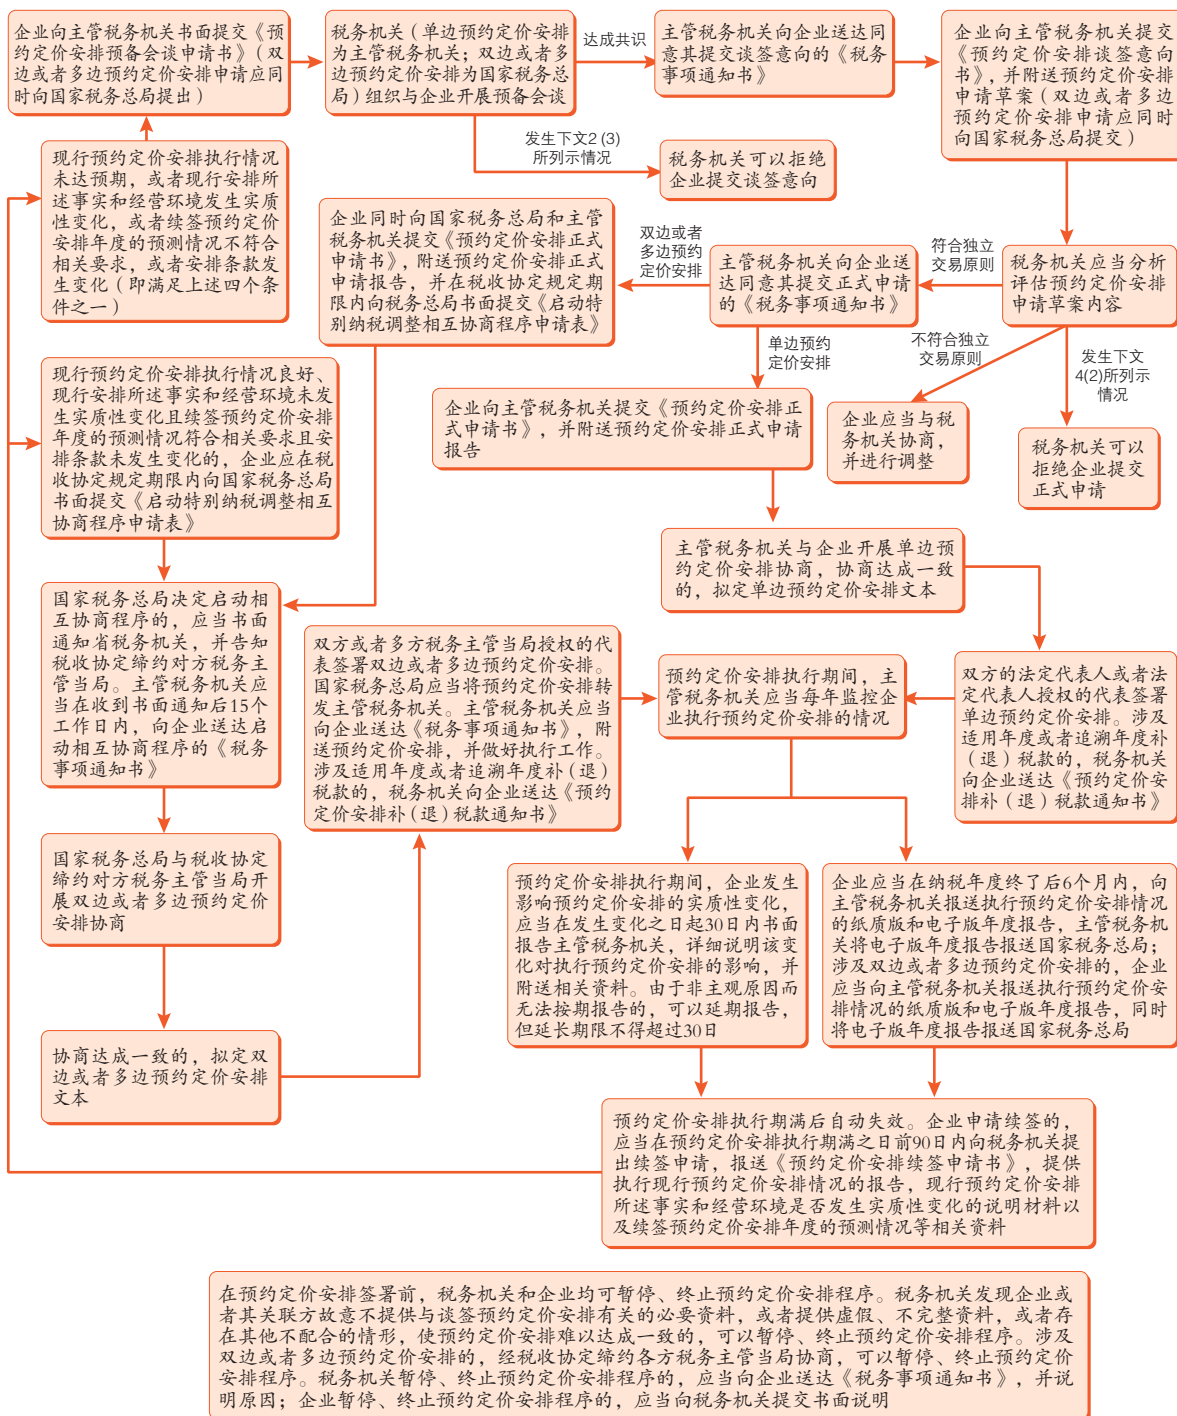 企业向主管税务机关书面提交《预
约定价安排预备会谈申请书》（双
边或者多边预约定价安排申请应同
时向国家税务总局提出）
税务机关（单边预约定价安排
为主管税务机关；双边或者多
边预约定价安排为国家税务总
局）组织与企业开展预备会谈
达成共识
主管税务机关向企业送达同
意其提交谈签意向的《税务
事项通知书》
企业向主管税务机关提交
《预约定价安排谈签意向
书》，并附送预约定价安排
申请草案（双边或者多边
预约定价安排申请应同时
向国家税务总局提交）
发生下文2 (3)
所列示情况
税务机关可以拒绝
企业提交谈签意向
现行预约定价安排执行情况
未达预期，或者现行安排所
述事实和经营环境发生实质
性变化，或者续签预约定价
安排年度的预测情况不符合
相关要求，或者安排条款发
生变化（即满足上述四个条
件之一）
企业同时向国家税务总局和主管
税务机关提交《预约定价安排正式
申请书》，附送预约定价安排正式
申请报告，并在税收协定规定期
限内向税务总局书面提交《启动特
别纳税调整相互协商程序申请表》
双边或者
多边预约
定价安排
主管税务机关向企业送
达同意其提交正式申请
的《税务事项通知书》
符合独立
交易原则
税务机关应当分析
评估预约定价安排
申请草案内容
单边预约
定价安排
不符合独立
交易原则
发生下文
4(2)所列示
情况
现行预约定价安排执行情况良好、
现行安排所述事实和经营环境未发
生实质性变化且续签预约定价安排
年度的预测情况符合相关要求且安
排条款未发生变化的，企业应在税
收协定规定期限内向国家税务总局
书面提交《启动特别纳税调整相互
协商程序申请表》
企业向主管税务机关提交《预约定价安排正
式申请书》，并附送预约定价安排正式申请
报告
企业应当与税
务机关协商，
并进行调整
税务机关可以
拒绝企业提交
正式申请
主管税务机关与企业开展单边预
约定价安排协商，协商达成一致
的，拟定单边预约定价安排文本
国家税务总局决定启动相
互协商程序的，应当书面
通知省税务机关，并告知
税收协定缔约对方税务主
管当局。主管税务机关应
当在收到书面通知后15个
工作日内，向企业送达启
动相互协商程序的《税务
事项通知书》
双方或者多方税务主管当局授权的代
表签署双边或者多边预约定价安排。
国家税务总局应当将预约定价安排转
发主管税务机关。主管税务机关应当
向企业送达《税务事项通知书》，附
送预约定价安排，并做好执行工作。
涉及适用年度或者追溯年度补（退）
税款的，税务机关向企业送达《预约
定价安排补（退）税款通知书》
预约定价安排执行期间，主
管税务机关应当每年监控企
业执行预约定价安排的情况
双方的法定代表人或者法
定代表人授权的代表签署
单边预约定价安排。涉及
适用年度或者追溯年度补
（退）税款的，税务机关
向企业送达《预约定价安
排补（退）税款通知书》
国家税务总局与税收协定
缔约对方税务主管当局开
展双边或者多边预约定价
安排协商
预约定价安排执行期间，企业发生
影响预约定价安排的实质性变化，
应当在发生变化之日起30日内书面
报告主管税务机关，详细说明该变
化对执行预约定价安排的影响，并
附送相关资料。由于非主观原因而
无法按期报告的，可以延期报告，
但延长期限不得超过30日
企业应当在纳税年度终了后6个月内，向
主管税务机关报送执行预约定价安排情况
的纸质版和电子版年度报告，主管税务机
关将电子版年度报告报送国家税务总局；
涉及双边或者多边预约定价安排的，企业
应当向主管税务机关报送执行预约定价安
排情况的纸质版和电子版年度报告，同时
将电子版年度报告报送国家税务总局
协商达成一致的，拟定双
边或者多边预约定价安排
文本
预约定价安排执行期满后自动失效。企业申请续签的，
应当在预约定价安排执行期满之日前90日内向税务机关提
出续签申请，报送《预约定价安排续签申请书》，提供
执行现行预约定价安排情况的报告，现行预约定价安排
所述事实和经营环境是否发生实质性变化的说明材料以
及续签预约定价安排年度的预测情况等相关资料
在预约定价安排签署前，税务机关和企业均可暂停、终止预约定价安排程序。税务机关发现企业或
者其关联方故意不提供与谈签预约定价安排有关的必要资料，或者提供虚假、不完整资料，或者存
在其他不配合的情形，使预约定价安排难以达成一致的，可以暂停、终止预约定价安排程序。涉及
双边或者多边预约定价安排的，经税收协定缔约各方税务主管当局协商，可以暂停、终止预约定价
安排程序。税务机关暂停、终止预约定价安排程序的，应当向企业送达《税务事项通知书》，并说
明原因；企业暂停、终止预约定价安排程序的，应当向税务机关提交书面说明